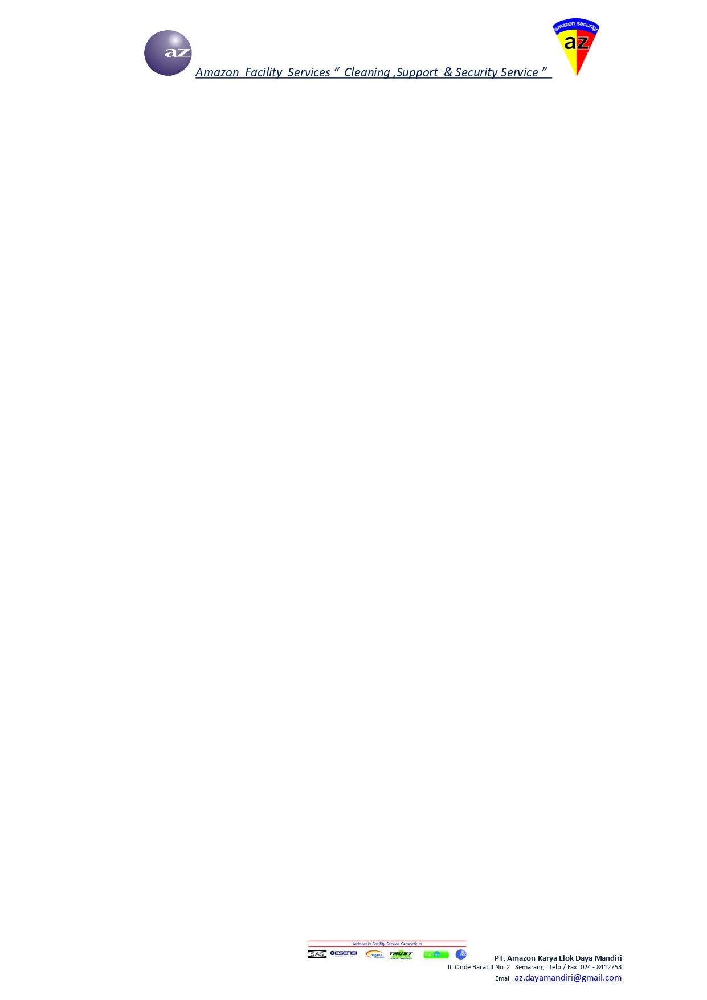 amazon security
az
az
Amazon Facility Services “ Cleaning ,Support & Security Service ”
Indonesia Facility Service Consortium
SAS ESENSI TRUST
PT. Amazon Karya Elok Daya Mandiri
JL.Cinde Barat II No. 2 Semarang Telp / Fax. 024 - 8412753
Email. az.dayamandiri@gmail.com